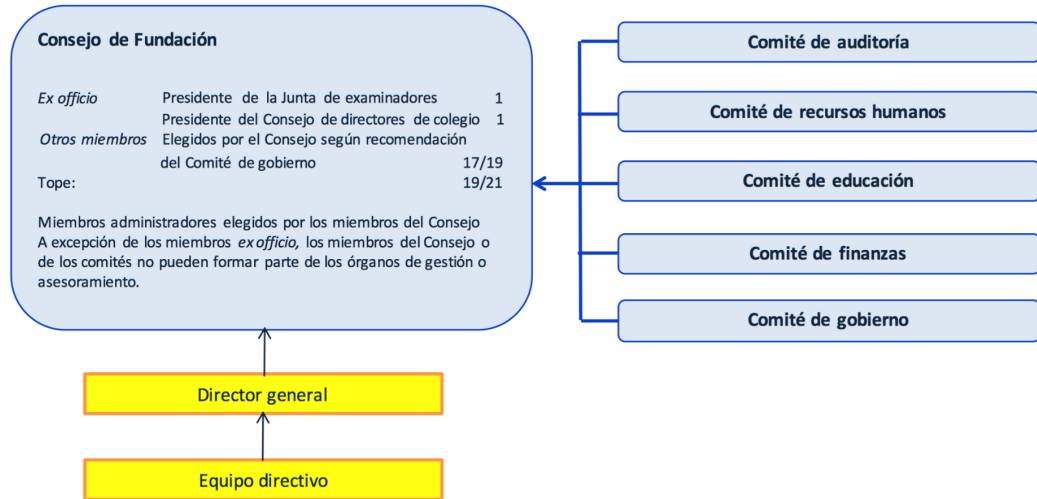 Consejo de Fundación
Ex officio Presidente de la Junta de examinadores 1
Presidente del Consejo de directores de colegio 1
Otros miembros Elegidos por el Consejo según recomendación
del Comité de gobierno 17/19
Tope: 19/21
Miembros administradores elegidos por los miembros del Consejo
A excepción de los miembros ex officio, los miembros del Consejo o
de los comités no pueden formar parte de los órganos de gestión o
asesoramiento.
Comité de auditoría
Comité de recursos humanos
Comité de educación
Comité de finanzas
Comité de gobierno
Director general
Equipo directivo